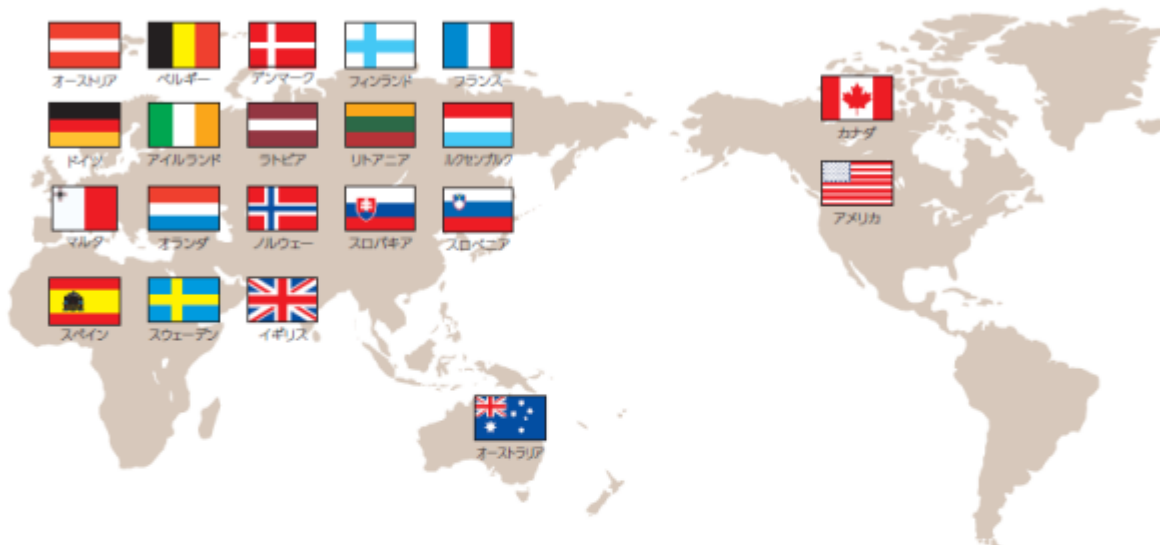 オーストリア
ベルギー
デンマーク
フィンランド
フランス
ドイツ
アイルランド
ラトビア
リトアニア
ルクセンブルク
マルタ
オランダ
ノルウェー
スロバキア
スロベニア
スペイン
スウェーデン
イギリス
カナダ
アメリカ
オーストラリア